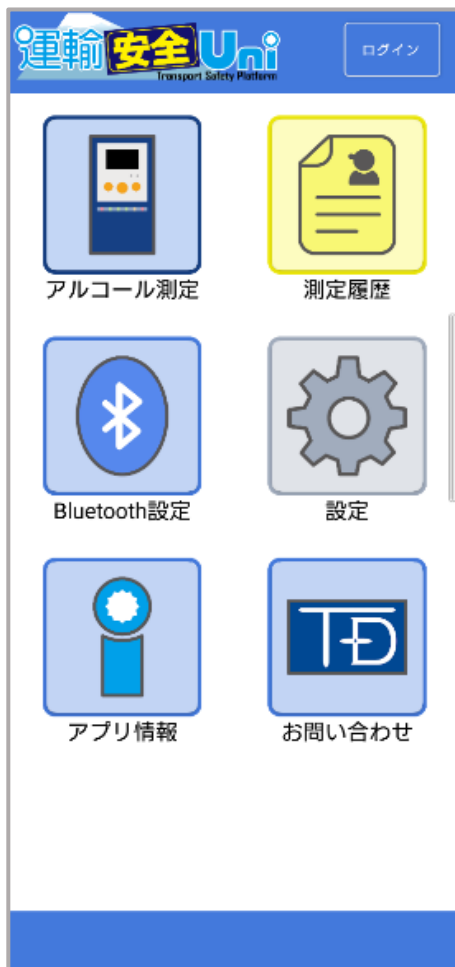 運輸安全Uni
Transport Safety Platform
ログイン
アルコール測定
測定履歴
Bluetooth設定
設定
アプリ情報
TD
お問い合わせ